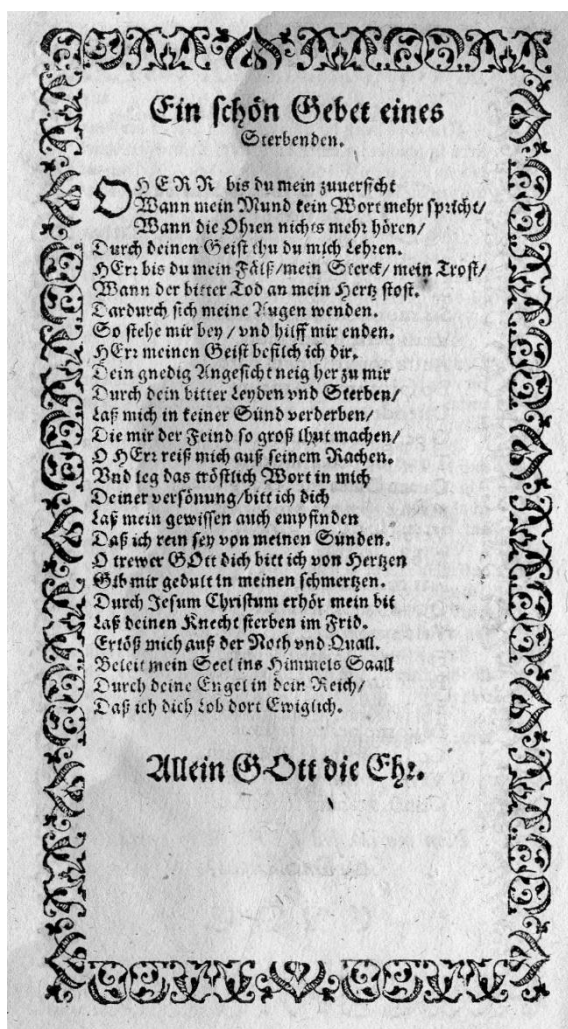 Ein schön Gebet eines
Sterbenden.
OHERR bis du mein zuuersicht
Wann mein Mund kein Wort mehr spricht/
Wann die Ohren nichts mehr hören/
Durch deinen Geist thu du mich Lehren.
HErr bis du mein Fälß/mein Sterck/mein Trost/
Wann der bitter Tod an mein Hertz stost.
Dardurch sich meine Augen wenden.
So stehe mir bey/vnd hilff mir enden.
HErr meinen Geist befilch ich dir.
Dein gnedig Angesicht neig her zu mir
Durch dein bitter Leyden vnd Sterben/
Laß mich in keiner Sünd verderben/
Die mir der Feind so groß thut machen/
O HErr reiß mich auß seinem Rachen.
Vnd leg das tröstlich Wort in mich
Deiner versönung/bitt ich dich
Laß mein gewissen auch empfinden
Daß ich rein sey von meinen Sünden.
O trewer GOtt dich bitt ich von Hertzen
Gib mir gedult in meinen schmertzen.
Durch Jesum Christum erhör mein bit
Laß deinen Knecht sterben im Frid.
Erlöß mich auß der Noth vnd Quall.
Beleit mein Seel ins Himmels Saall
Durch deine Engel in dein Reich/
Daß ich dich Lob dort Ewiglich.
Allein GOtt die Ehr.